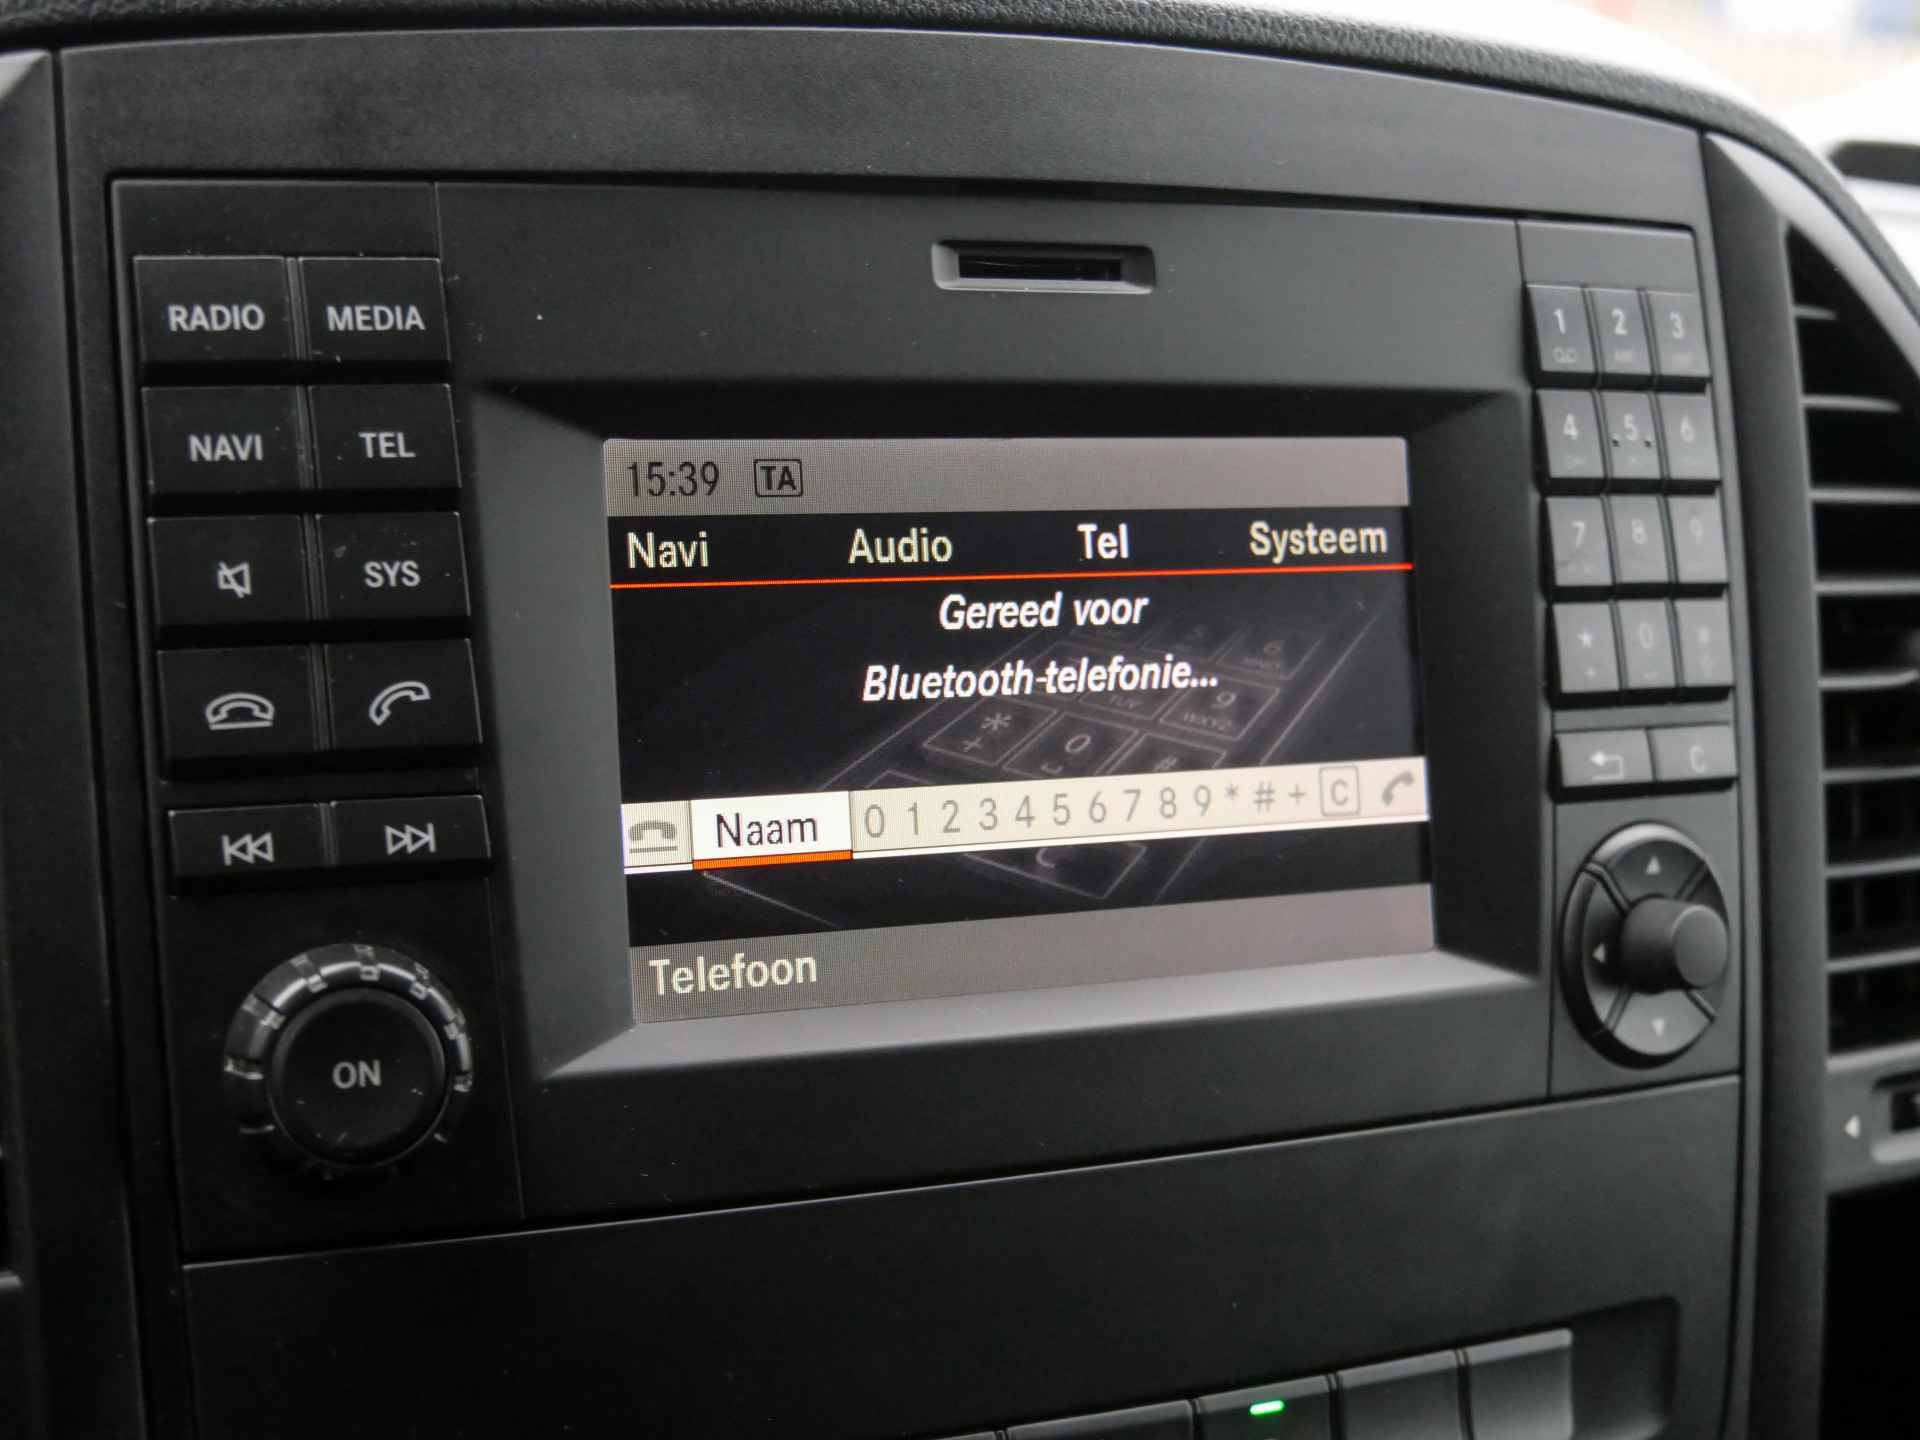 RADIO MEDIA
NAVI TEL
SYS
ON
15:39 TA
Navi Audio Tel Systeem
Gereed voor
Bluetooth-telefonie...
Naam 0 1 2 3 4 5 6 7 8 9 * # + C
Telefoon
1 2 3
4 5 6
7 8 9
* 0 #
C